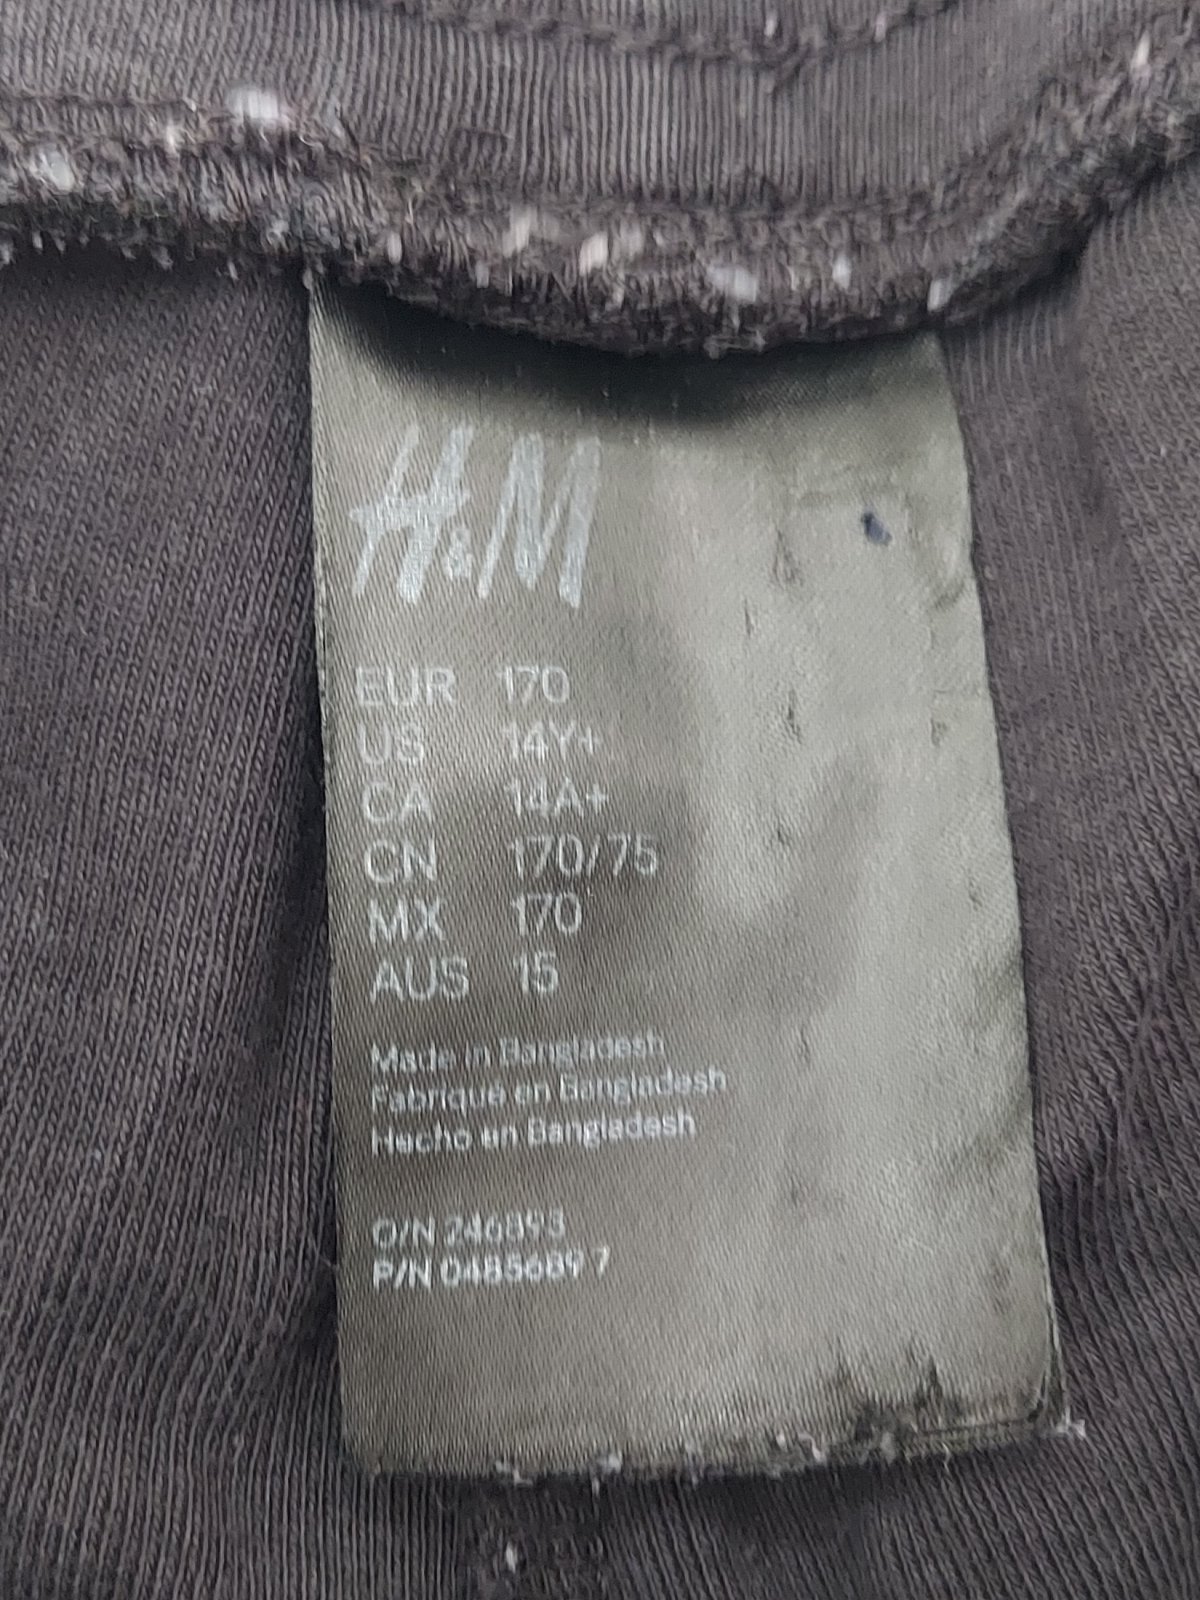 H&M
EUR 170
US 14Y+
CA 14A+
CN 170/75
MX 170
AUS 15
Made in Bangladesh
Fabriqué en Bangladesh
Hecho en Bangladesh
O/N 246893
P/N 0485689 7